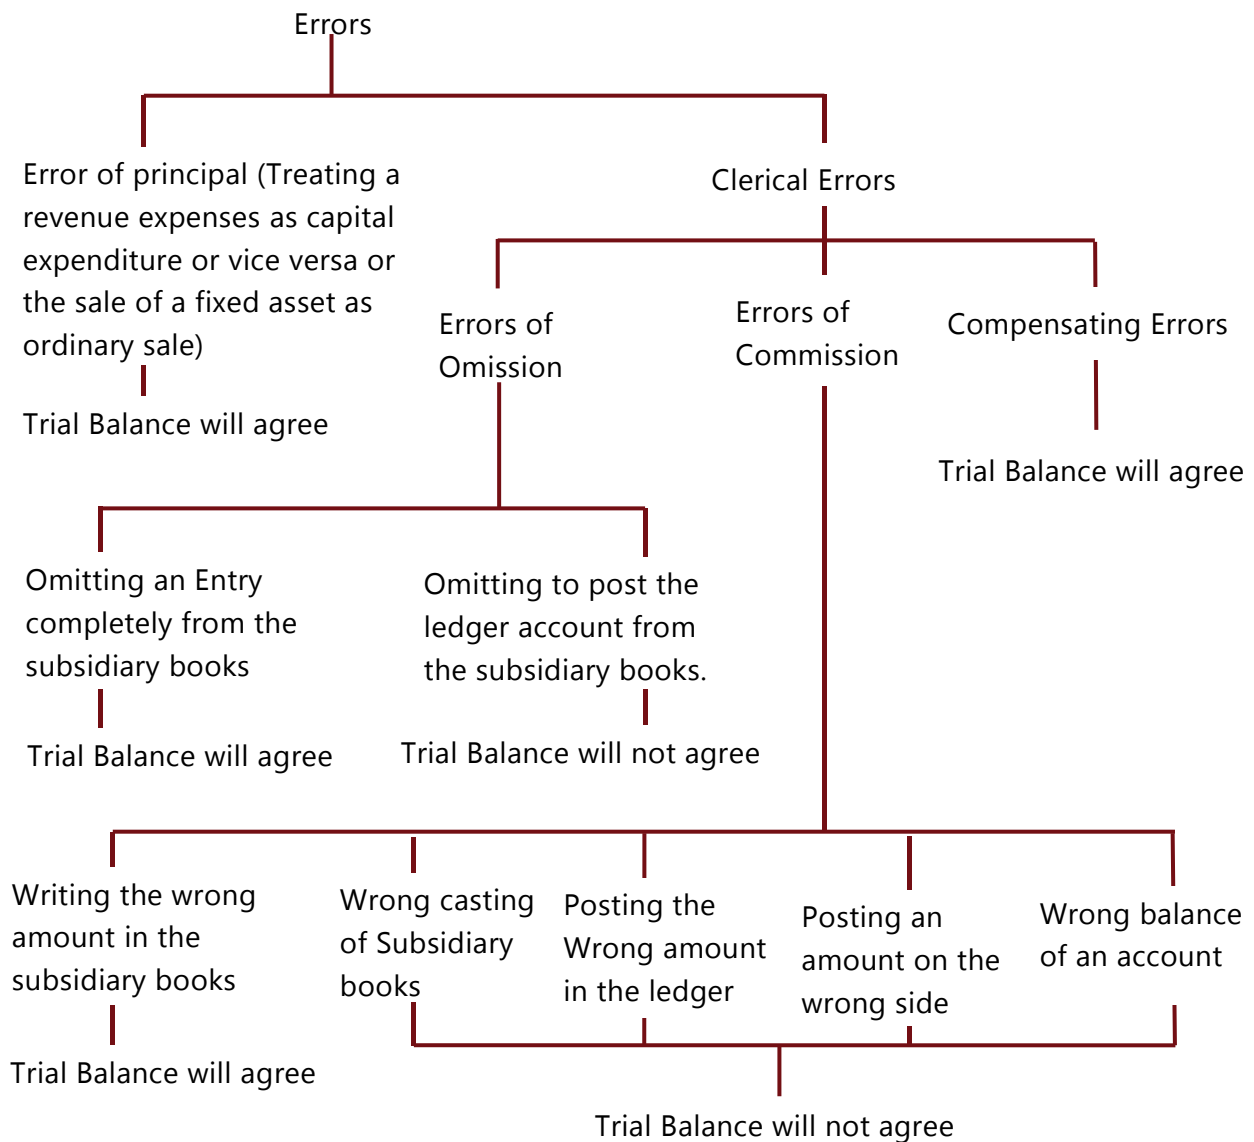 Errors
Error of principal (Treating a
revenue expenses as capital
expenditure or vice versa or
the sale of a fixed asset as
ordinary sale)
Trial Balance will agree
Clerical Errors
Errors of
Omission
Errors of
Commission
Compensating Errors
Trial Balance will agree
Omitting an Entry
completely from the
subsidiary books
Trial Balance will agree
Omitting to post the
ledger account from
the subsidiary books.
Trial Balance will not agree
Writing the wrong
amount in the
subsidiary books
Trial Balance will agree
Wrong casting
of Subsidiary
books
Posting the
Wrong amount
in the ledger
Posting an
amount on the
wrong side
Wrong balance
of an account
Trial Balance will not agree